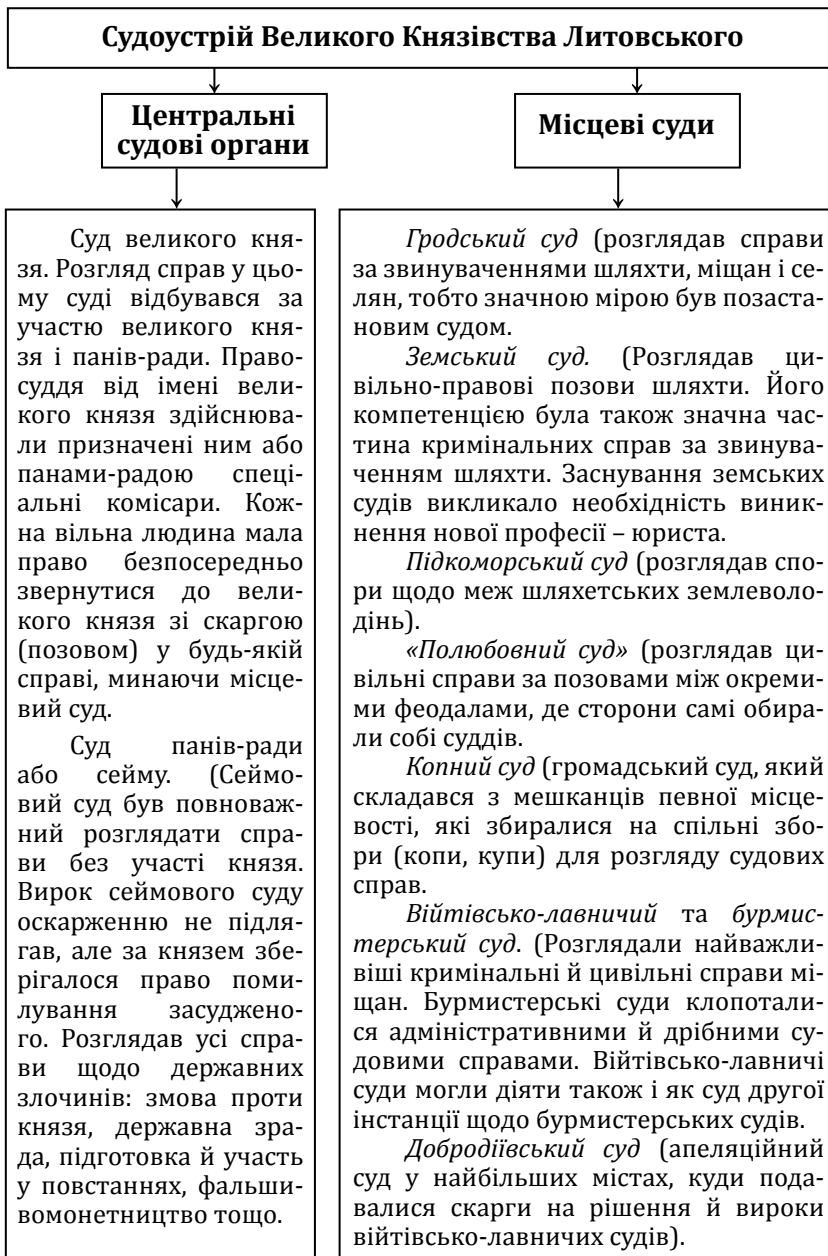 Судоустрій Великого Князівства Литовського
Центральні
судові органи
Місцеві суди
Суд великого кня-
зя. Розгляд справ у цьо-
му суді відбувався за
участю великого кня-
зя і панів-ради. Право-
суддя від імені вели-
кого князя здійснюва-
ли призначені ним або
панами-радою спеці-
альні комісари. Кож-
на вільна людина мала
право безпосередньо
звернутися до вели-
кого князя зі скаргою
(позовом) у будь-якій
справі, минаючи місце-
вий суд.
Суд панів-ради
або сейму. (Сеймо-
вий суд був повноваж-
ний розглядати спра-
ви без участі князя.
Вирок сеймового суду
оскарженню не підля-
гав, але за князем збе-
рігалося право поми-
лування засуджено-
го. Розглядав усі спра-
ви щодо державних
злочинів: змова проти
князя, державна зра-
да, підготовка й участь
у повстаннях, фальши-
вомонетництво тощо.
Гродський суд (розглядав справи
за звинуваченнями шляхти, міщан і се-
лян, тобто значною мірою був позаста-
новим судом.
Земський суд. (Розглядав ци-
вільно-правові позови шляхти. Його
компетенцією була також значна час-
тина кримінальних справ за звинува-
ченням шляхти. Заснування земських
судів викликало необхідність виник-
нення нової професії – юриста.
Підкоморський суд (розглядав спо-
ри щодо меж шляхетських землеволо-
дінь).
«Полюбовний суд» (розглядав ци-
вільні справи за позовами між окреми-
ми феодалами, де сторони самі обира-
ли собі суддів.
Копний суд (громадський суд, який
складався з мешканців певної місце-
вості, які збиралися на спільні збо-
ри (копи, купи) для розгляду судових
справ.
Війтівсько-лавничий та бурмис-
терський суд. (Розглядали найважли-
віші кримінальні й цивільні справи мі-
щан. Бурмистерські суди клопотали-
ся адміністративними й дрібними су-
довими справами. Війтівсько-лавничі
суди могли діяти також і як суд другої
інстанції щодо бурмистерських судів.
Добродіївський суд (апеляційний
суд у найбільших містах, куди пода-
валися скарги на рішення й вироки
війтівсько-лавничих судів).